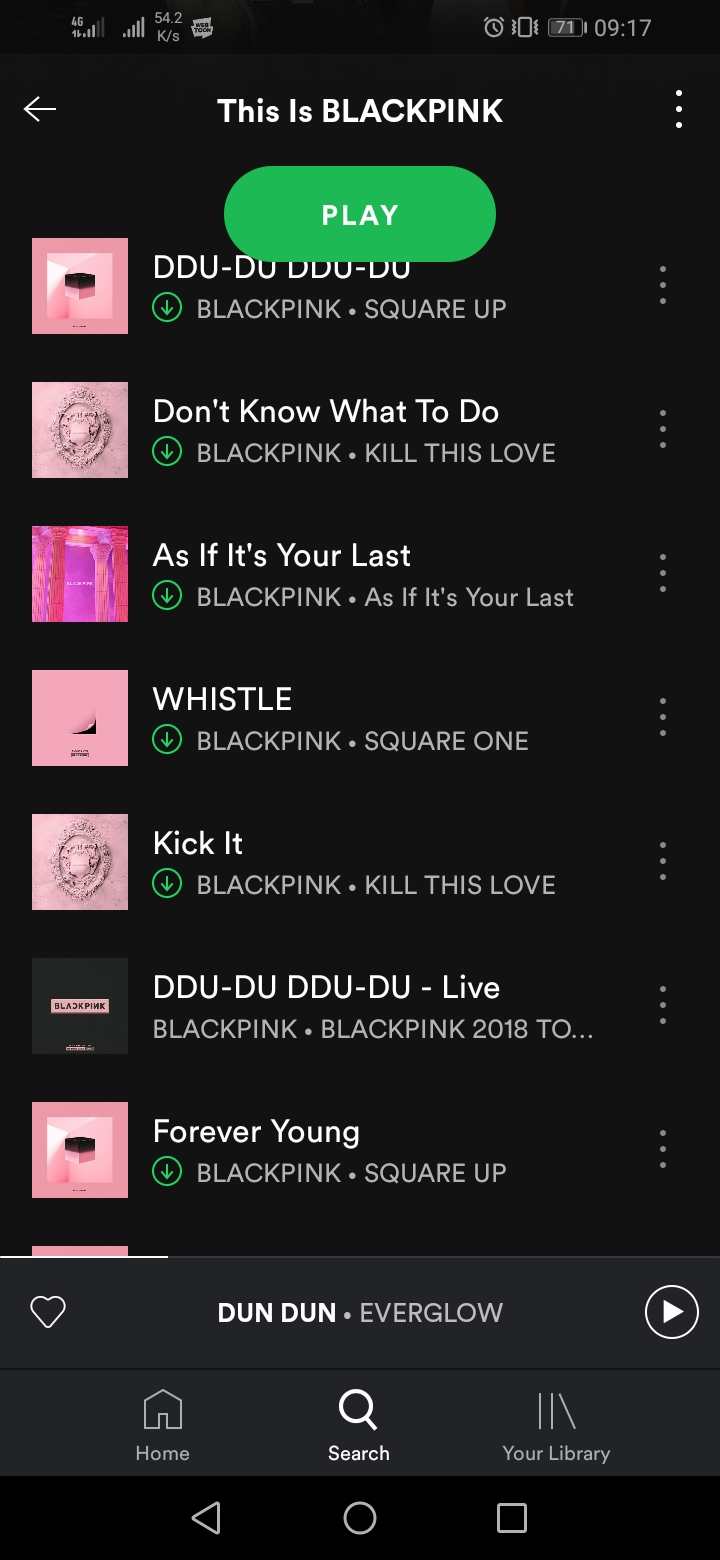 4G 54.2 K/s WEB TOON 71 09:17
This Is BLACKPINK
PLAY
DDU-DU DDU-DU
BLACKPINK • SQUARE UP
Don't Know What To Do
BLACKPINK • KILL THIS LOVE
As If It's Your Last
BLACKPINK
BLACKPINK • As If It's Your Last
WHISTLE
BLACKPINK • SQUARE ONE
Kick It
BLACKPINK • KILL THIS LOVE
BLACKPINK
DDU-DU DDU-DU - Live
BLACKPINK • BLACKPINK 2018 TO...
Forever Young
BLACKPINK • SQUARE UP
DUN DUN • EVERGLOW
Home Search Your Library